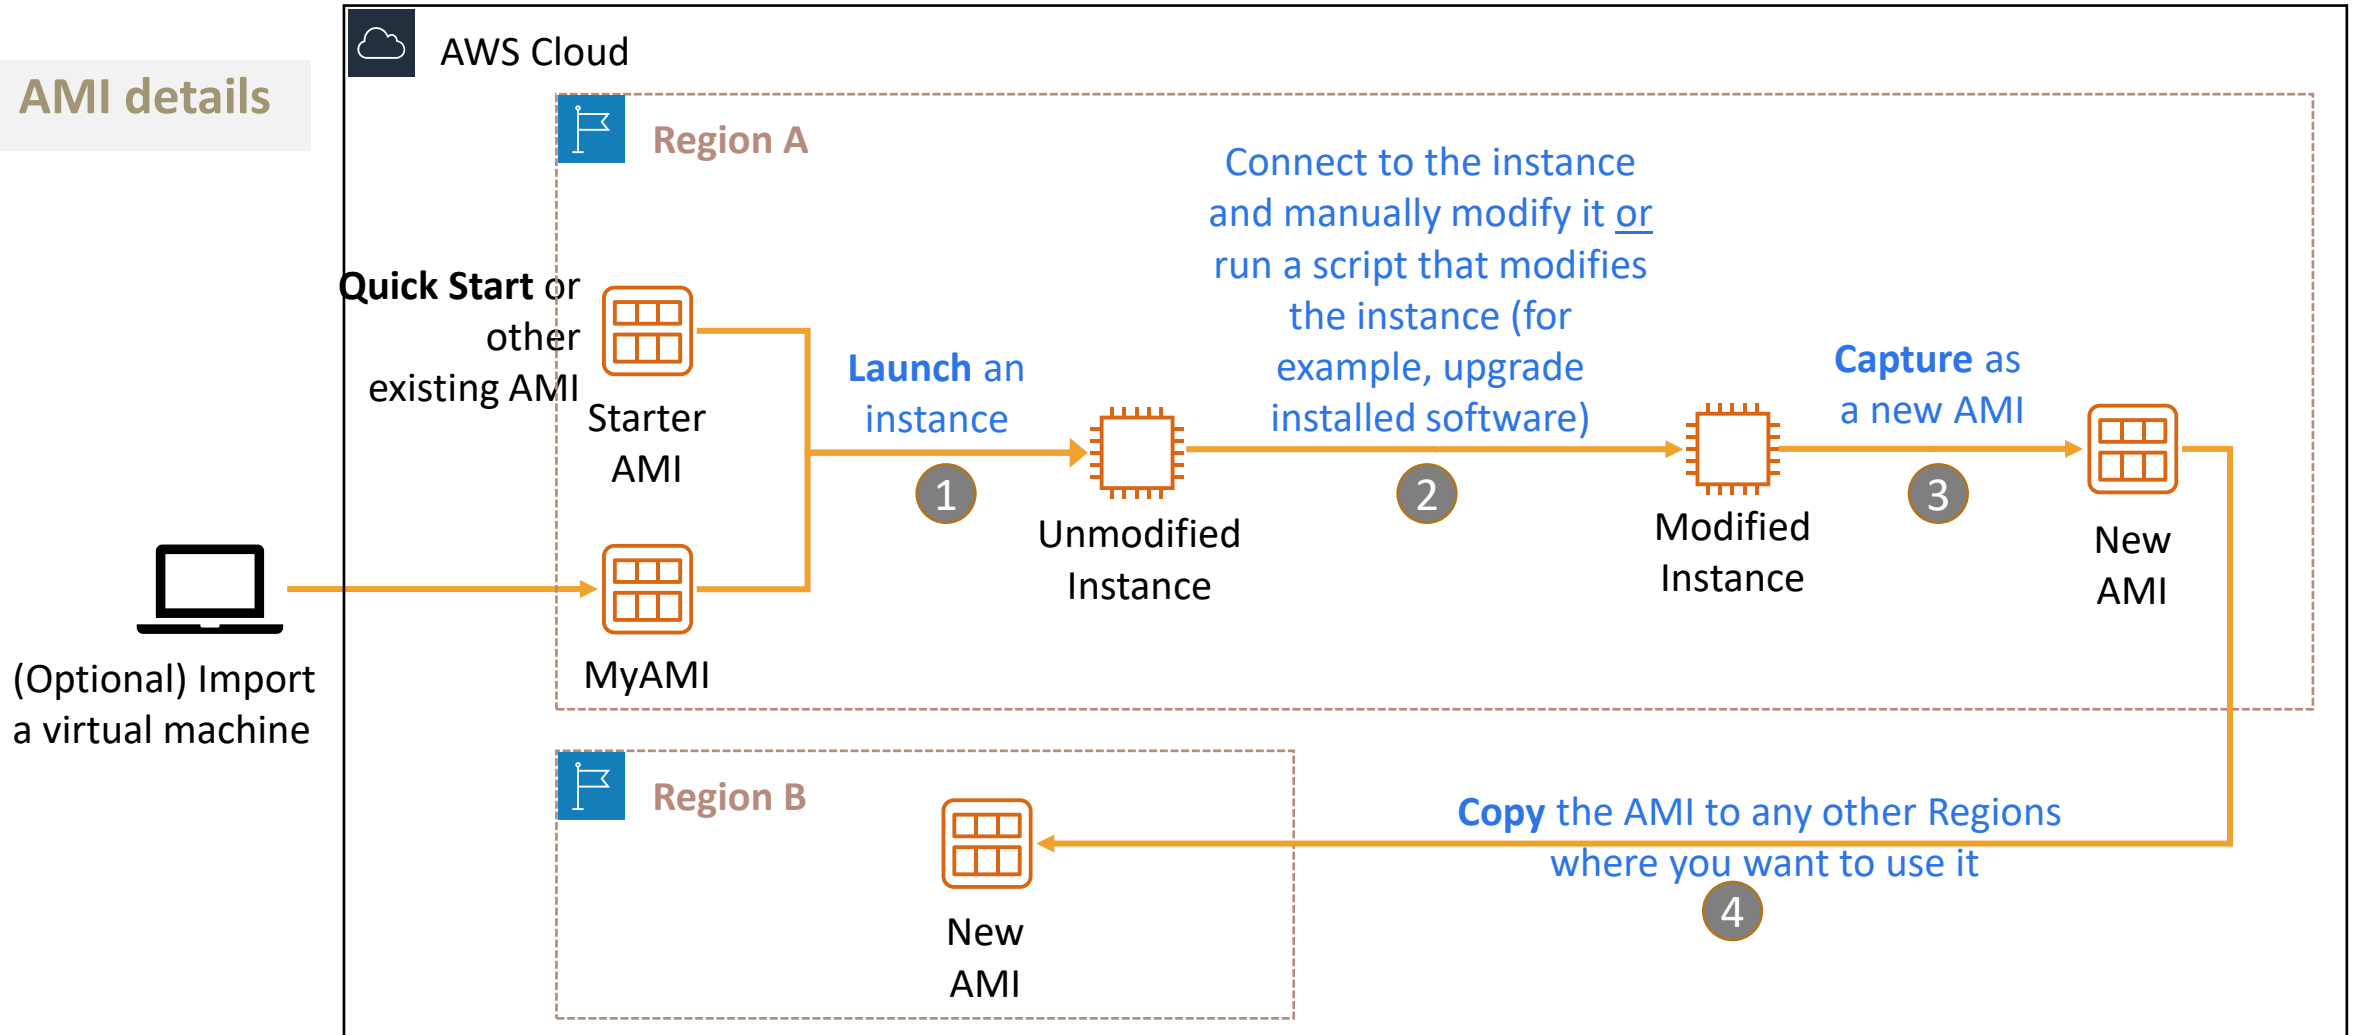 AWS Cloud
AMI details
Region A
Connect to the instance
and manually modify it or
run a script that modifies
the instance (for
example, upgrade
installed software)
Quick Start or
other
existing AMI
Starter
AMI
Launch an
instance
1
2
Capture as
a new AMI
3
Unmodified
Instance
Modified
Instance
New
AMI
MyAMI
(Optional) Import
a virtual machine
Region B
New
AMI
Copy the AMI to any other Regions
where you want to use it
4